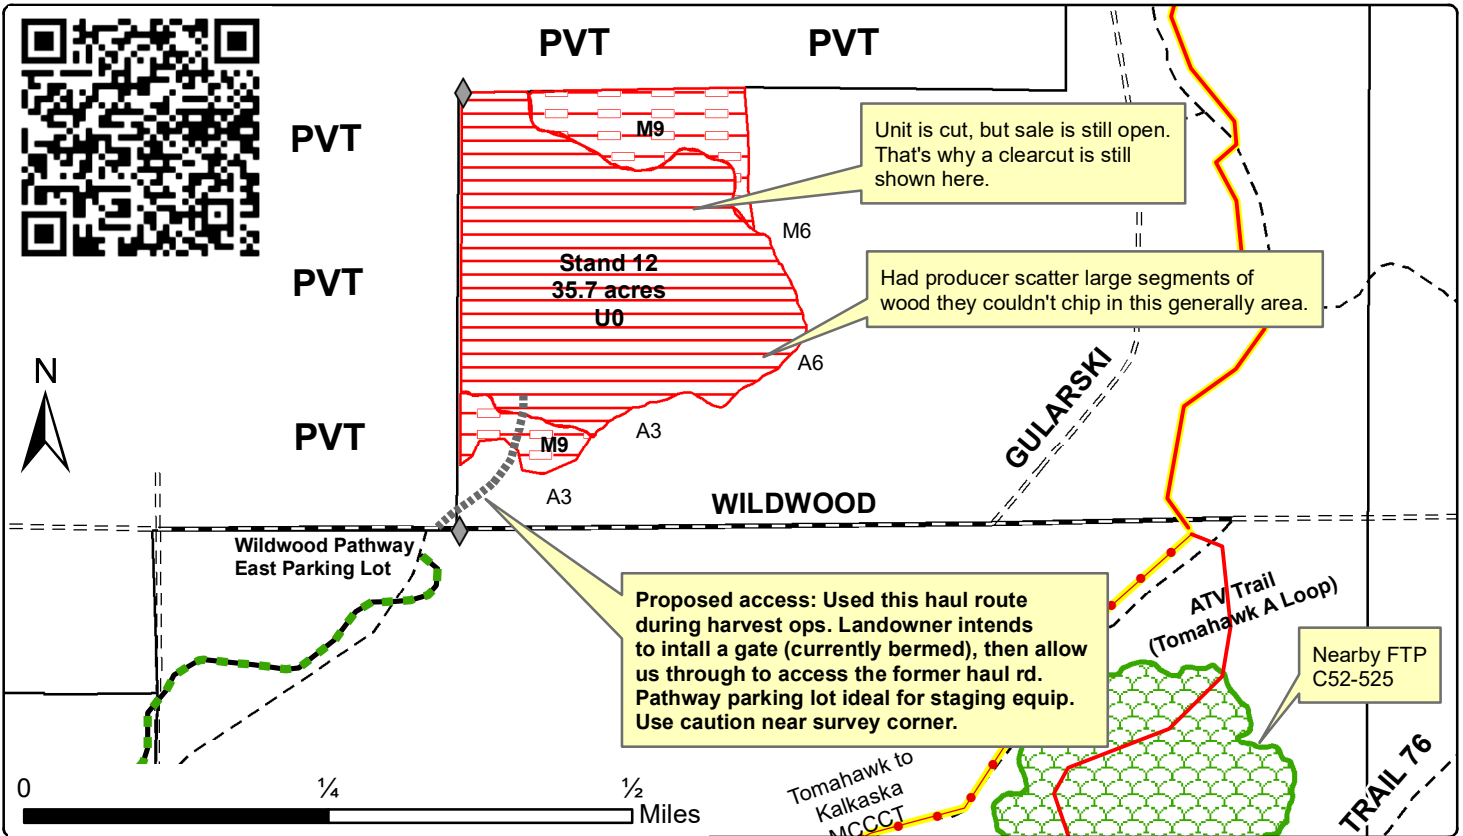 PVT
PVT
PVT
M9
Unit is cut, but sale is still open.
That's why a clearcut is still
shown here.
M6
PVT
Stand 12
35.7 acres
U0
Had producer scatter large segments of
wood they couldn't chip in this generally area.
N
A6
GULARSKI
PVT
A3
M9
A3
WILDWOOD
Wildwood Pathway
East Parking Lot
Proposed access: Used this haul route
during harvest ops. Landowner intends
to intall a gate (currently bermed), then allow
us through to access the former haul rd.
Pathway parking lot ideal for staging equip.
Use caution near survey corner.
ATV Trail
(Tomahawk A Loop)
Nearby FTP
C52-525
Tomahawk to
Kalkaska
MCCCT
TRAIL 76
0
¼
½
Miles